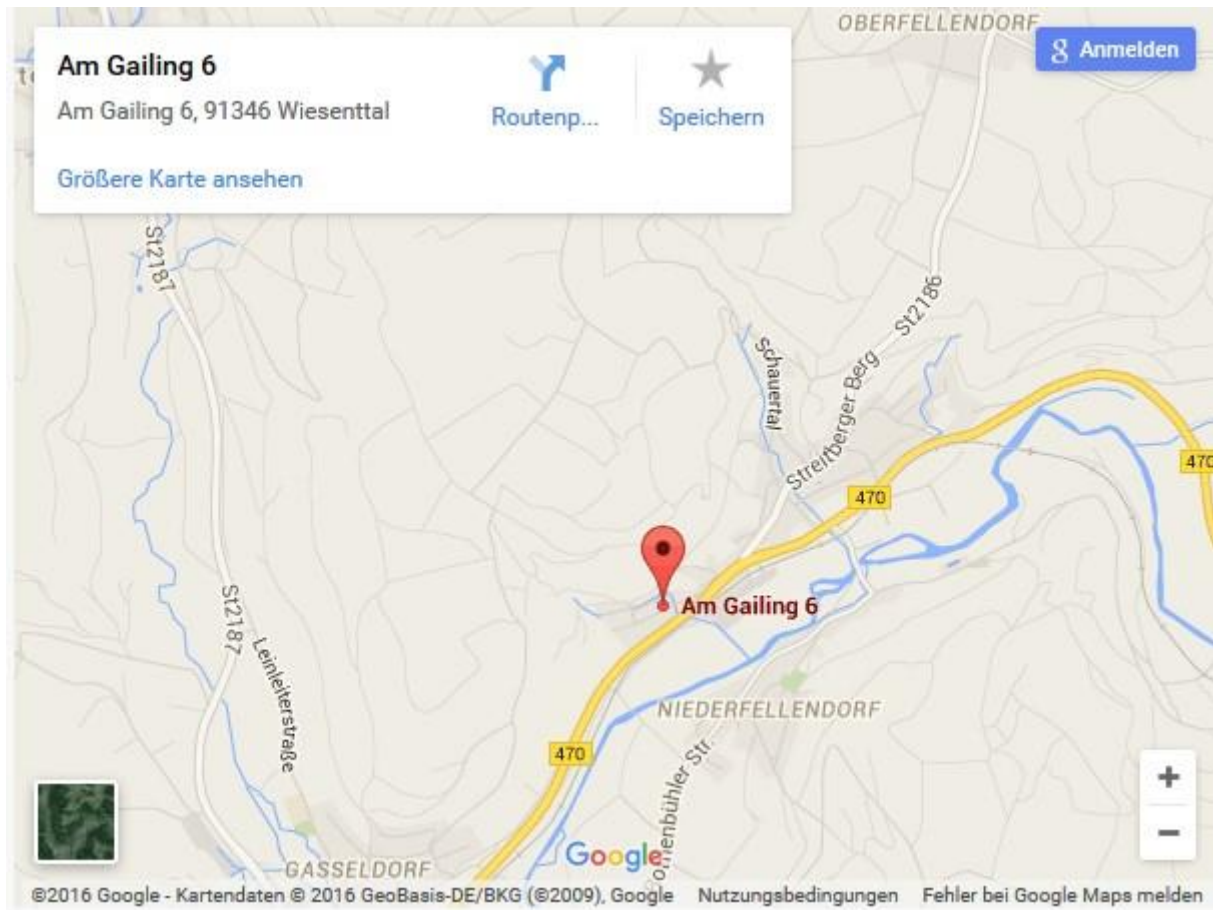 Am Gailing 6
Am Gailing 6, 91346 Wiesenttal
Größere Karte ansehen
Routenp...
Speichern
OBERFELLENDORF
Anmelden
St2187
St2186
Schauertal
Streitberger Berg
470
470
Am Gailing 6
St2187
Leinleiterstraße
NIEDERFELLENDORF
470
GASSELDORF
Google
©2016 Google - Kartendaten © 2016 GeoBasis-DE/BKG (©2009), Google Nutzungsbedingungen Fehler bei Google Maps melden